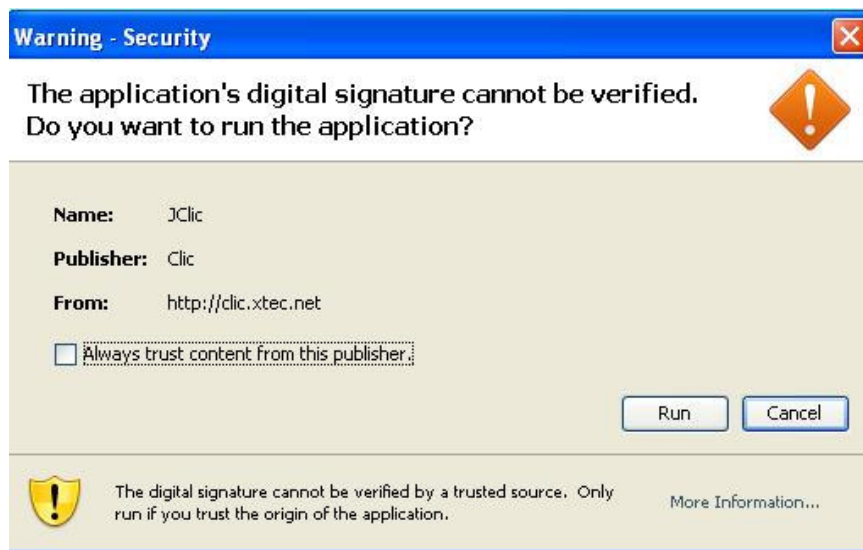 Warning - Security
The application's digital signature cannot be verified.
Do you want to run the application?
Name: JClic
Publisher: Clic
From: http://clic.xtec.net
Always trust content from this publisher.
Run Cancel
The digital signature cannot be verified by a trusted source. Only
run if you trust the origin of the application.
More Information...